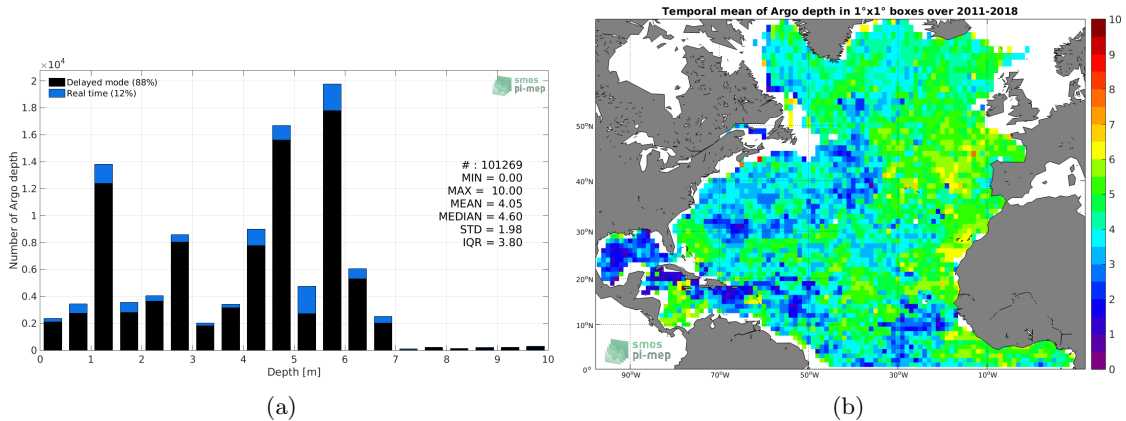 ×10⁴
Delayed mode (88%)
Real time (12%)
smos
pi-mep
2
1.8
1.6
1.4
1.2
1
0.8
0.6
0.4
0.2
0
Number of Argo depth
# : 101269
MIN = 0.00
MAX = 10.00
MEAN = 4.05
MEDIAN = 4.60
STD = 1.98
IQR = 3.80
0 1 2 3 4 5 6 7 8 9 10
Depth [m]
(a)
Temporal mean of Argo depth in 1°x1° boxes over 2011-2018
50°N
40°N
30°N
20°N
10°N
0°
90°W 70°W 50°W 30°W 10°W
smos
pi-mep
10
9
8
7
6
5
4
3
2
1
0
(b)